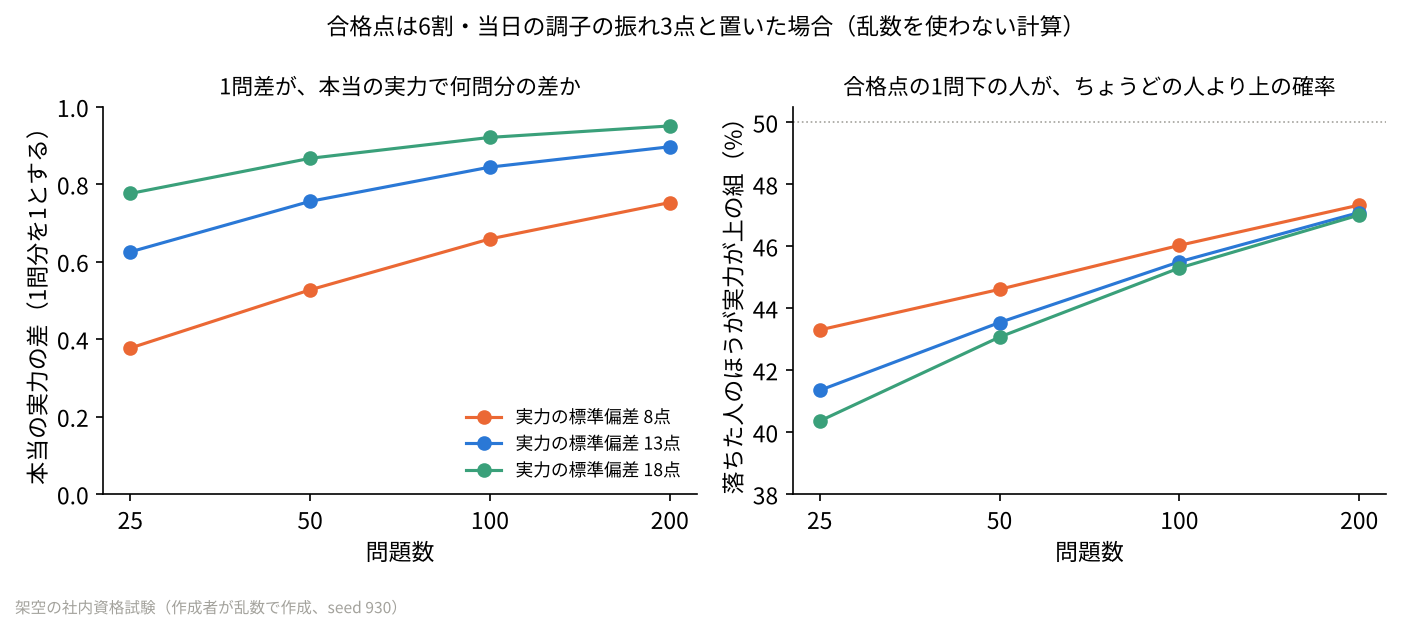 合格点は6割・当日の調子の振れ3点と置いた場合（乱数を使わない計算）
1問差が、本当の実力で何問分の差か
本当の実力の差（1問分を1とする）
1.0
0.8
0.6
0.4
0.2
0.0
25
50
100
200
問題数
実力の標準偏差 8点
実力の標準偏差 13点
実力の標準偏差 18点
合格点の1問下の人が、ちょうどの人より上の確率
落ちた人のほうが実力が上の組（%）
50
48
46
44
42
40
38
25
50
100
200
問題数
架空の社内資格試験（作成者が乱数で作成、seed 930）